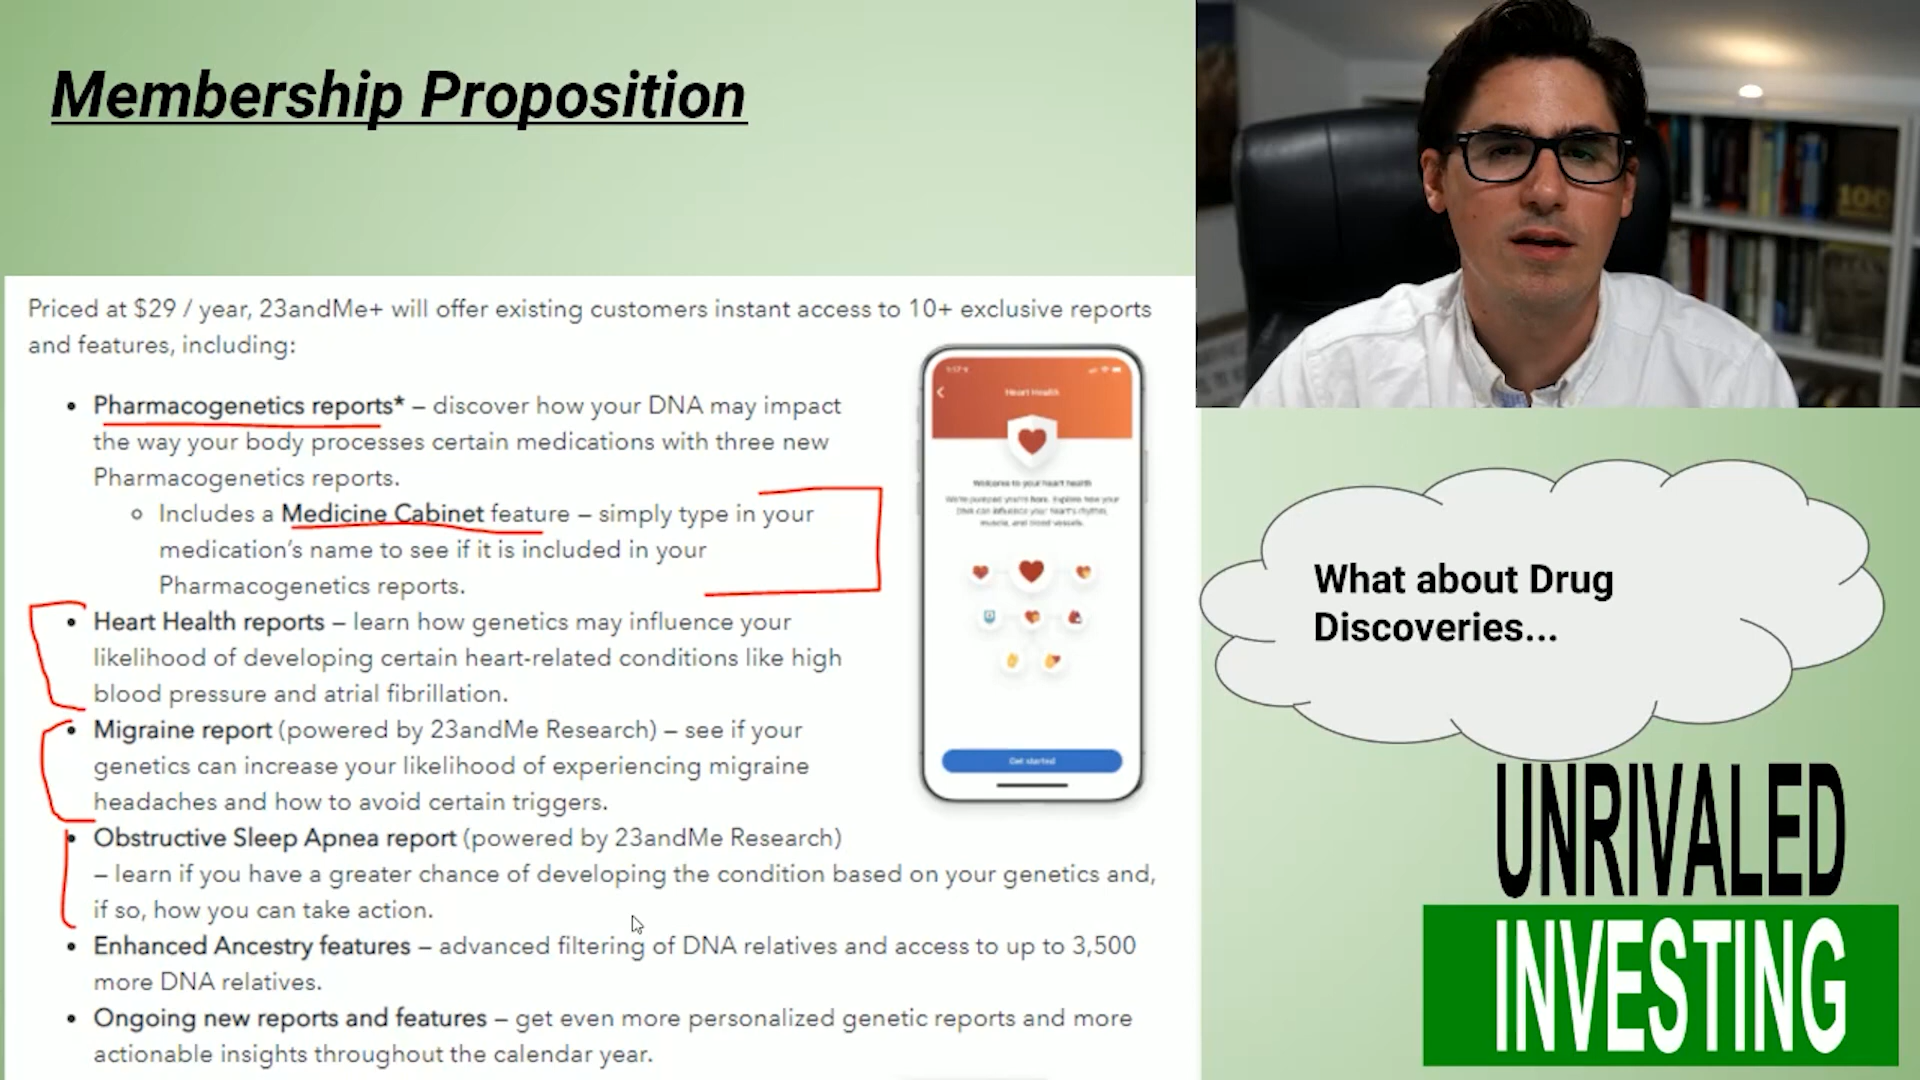 Membership Proposition
Priced at $29 / year, 23andMe+ will offer existing customers instant access to 10+ exclusive reports
and features, including:
• Pharmacogenetics reports* – discover how your DNA may impact
the way your body processes certain medications with three new
Pharmacogenetics reports.
Includes a Medicine Cabinet feature – simply type in your
medication's name to see if it is included in your
Pharmacogenetics reports.
• Heart Health reports – learn how genetics may influence your
likelihood of developing certain heart-related conditions like high
blood pressure and atrial fibrillation.
• Migraine report (powered by 23andMe Research) – see if your
genetics can increase your likelihood of experiencing migraine
headaches and how to avoid certain triggers.
• Obstructive Sleep Apnea report (powered by 23andMe Research)
– learn if you have a greater chance of developing the condition based on your genetics and,
if so, how you can take action.
• Enhanced Ancestry features – advanced filtering of DNA relatives and access to up to 3,500
more DNA relatives.
• Ongoing new reports and features – get even more personalized genetic reports and more
actionable insights throughout the calendar year.
Heart Health
Welcome to your heart health
Get started
100
What about Drug
Discoveries...
UNRIVALED
INVESTING